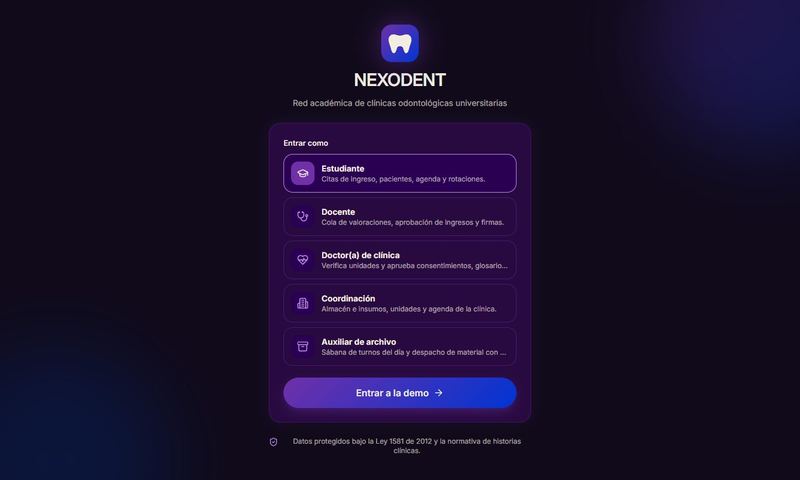 NEXODENT
Red académica de clínicas odontológicas universitarias
Entrar como
Estudiante
Citas de ingreso, pacientes, agenda y rotaciones.
Docente
Cola de valoraciones, aprobación de ingresos y firmas.
Doctor(a) de clínica
Verifica unidades y aprueba consentimientos, glosario...
Coordinación
Almacén e insumos, unidades y agenda de la clínica.
Auxiliar de archivo
Sábana de turnos del día y despacho de material con ...
Entrar a la demo →
Datos protegidos bajo la Ley 1581 de 2012 y la normativa de historias
clínicas.